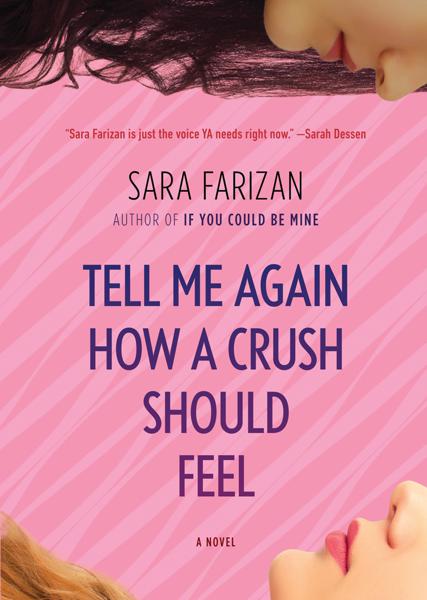 "Sara Farizan is just the voice YA needs right now." —Sarah Dessen
SARA FARIZAN
AUTHOR OF IF YOU COULD BE MINE
TELL ME AGAIN
HOW A CRUSH
SHOULD
FEEL
A NOVEL